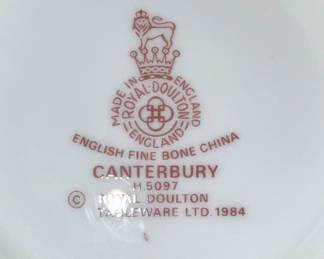 MADE IN ENGLAND
ROYAL·DOULTON
ENGLAND
ENGLISH FINE BONE CHINA
CANTERBURY
H.5097
© ROYAL DOULTON
TABLEWARE LTD. 1984